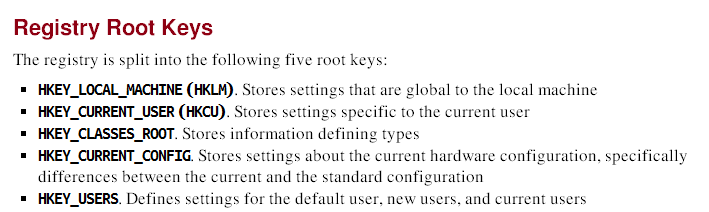 Registry Root Keys
The registry is split into the following five root keys:
▪ HKEY_LOCAL_MACHINE (HKLM). Stores settings that are global to the local machine
▪ HKEY_CURRENT_USER (HKCU). Stores settings specific to the current user
▪ HKEY_CLASSES_ROOT. Stores information defining types
▪ HKEY_CURRENT_CONFIG. Stores settings about the current hardware configuration, specifically
differences between the current and the standard configuration
▪ HKEY_USERS. Defines settings for the default user, new users, and current users